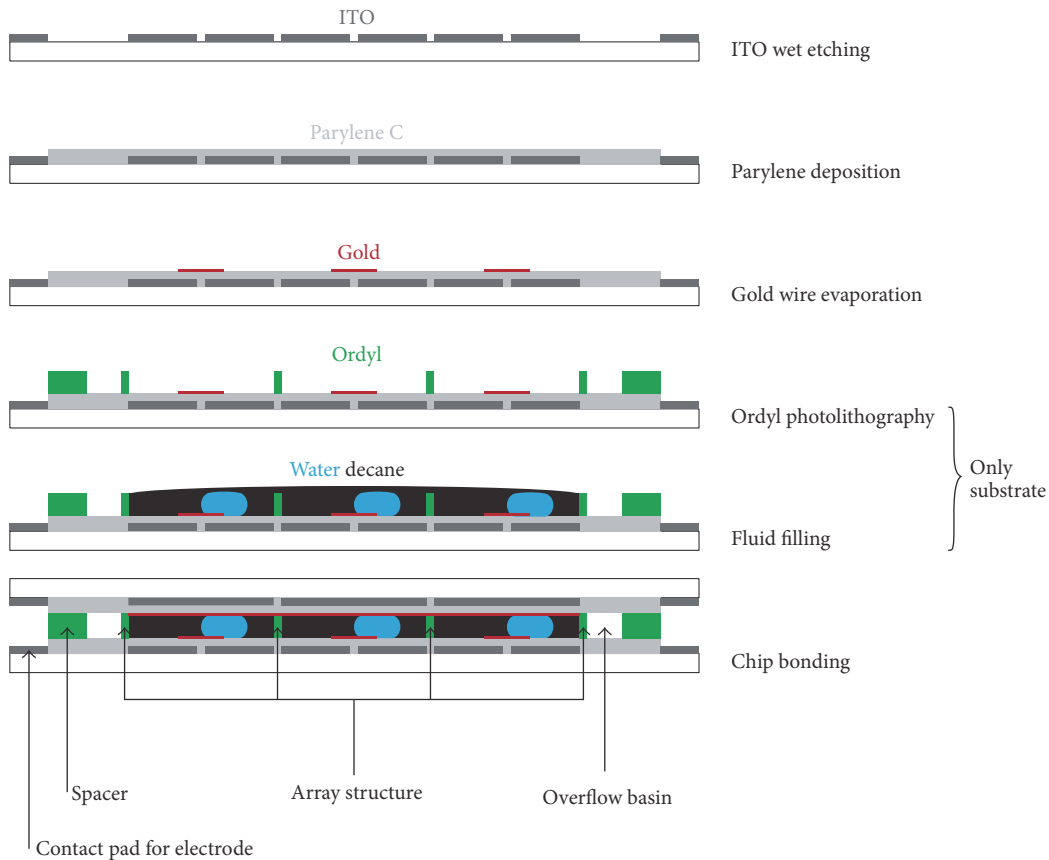 ITO
ITO wet etching
Parylene C
Parylene deposition
Gold
Gold wire evaporation
Ordyl
Ordyl photolithography
Only
substrate
Water decane
Fluid filling
Chip bonding
Spacer
Array structure
Overflow basin
Contact pad for electrode